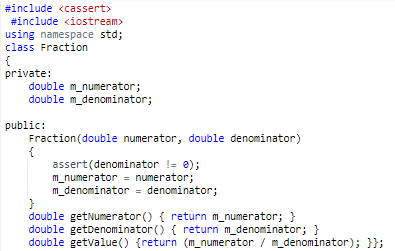 #include <cassert>
#include <iostream>
using namespace std;
class Fraction
{
private:
double m_numerator;
double m_denominator;
public:
Fraction(double numerator, double denominator)
{
assert(denominator != 0);
m_numerator = numerator;
m_denominator = denominator;
}
double getNumerator() { return m_numerator; }
double getDenominator() { return m_denominator; }
double getValue() {return (m_numerator / m_denominator); }};